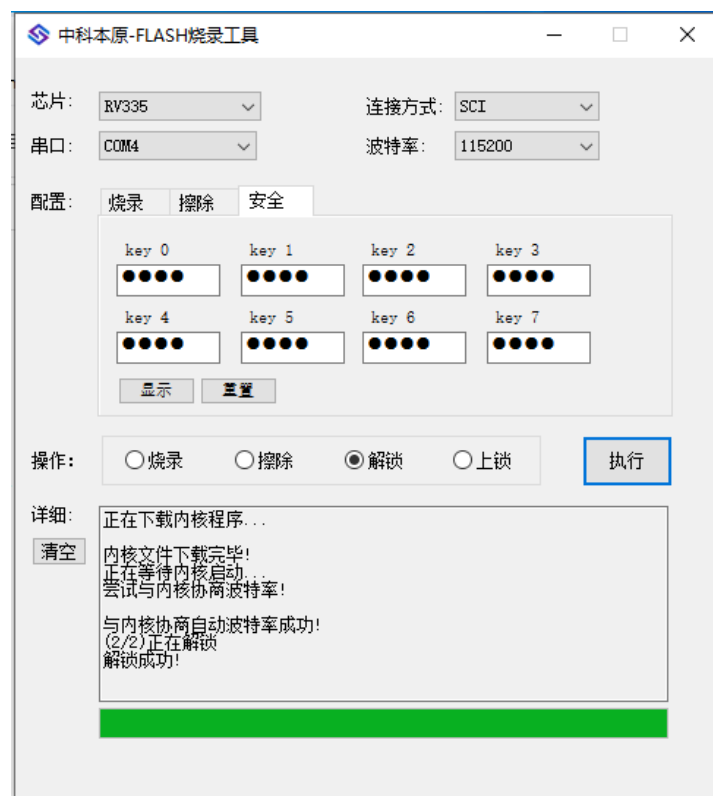 中科本原-FLASH烧录工具
芯片: RV335 连接方式: SCI
串口: COM4 波特率: 115200
配置: 烧录 擦除 安全
key 0 key 1 key 2 key 3
●●●● ●●●● ●●●● ●●●●
key 4 key 5 key 6 key 7
●●●● ●●●● ●●●● ●●●●
显示 重置
操作: 烧录 擦除 解锁 上锁 执行
详细:
清空
正在下载内核程序...
内核文件下载完毕!
正在等待内核启动...
尝试与内核协商波特率!
与内核协商自动波特率成功!
(2/2)正在解锁
解锁成功!